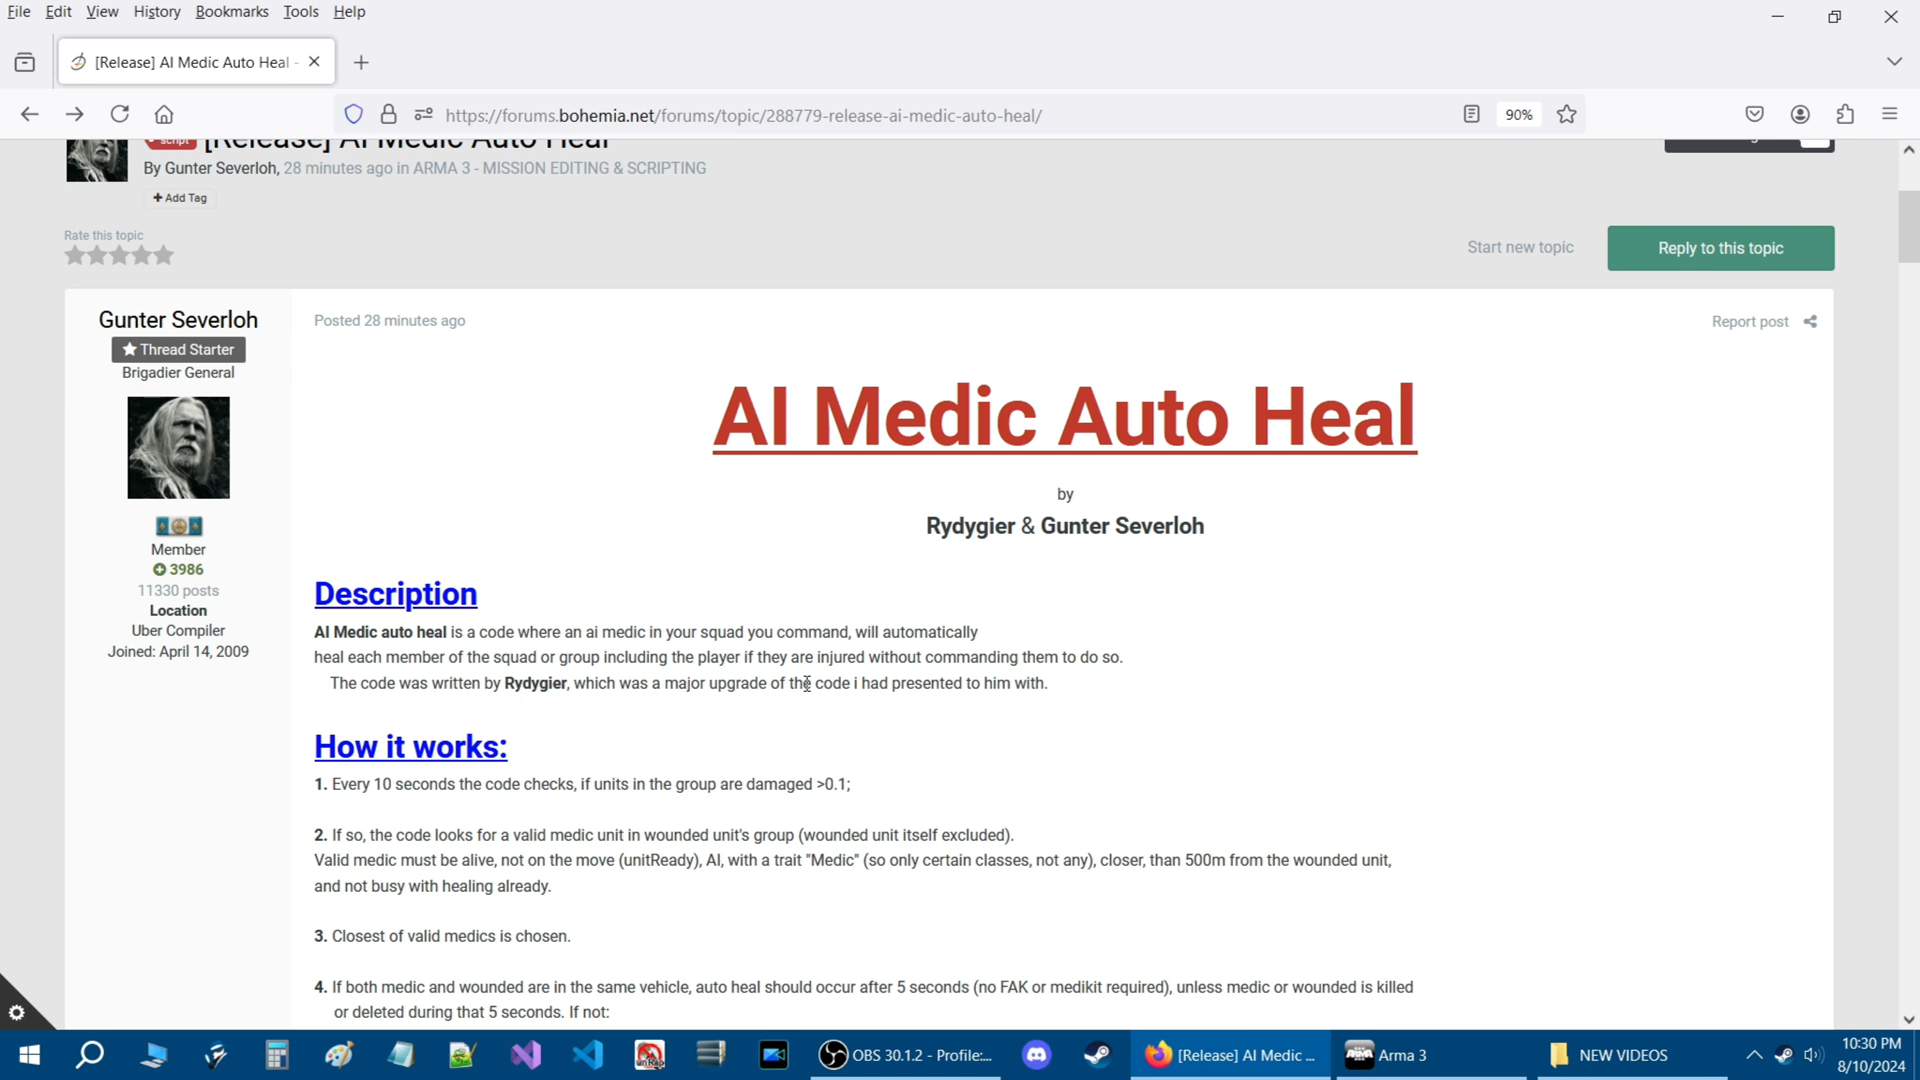 File Edit View History Bookmarks Tools Help
[Release] AI Medic Auto Heal -
https://forums.bohemia.net/forums/topic/288779-release-ai-medic-auto-heal/
90%
script [Release] AI Medic Auto Heal
By Gunter Severloh, 28 minutes ago in ARMA 3 - MISSION EDITING & SCRIPTING
+ Add Tag
Rate this topic
Start new topic
Reply to this topic
Gunter Severloh
Thread Starter
Brigadier General
Member
3986
11330 posts
Location
Uber Compiler
Joined: April 14, 2009
Posted 28 minutes ago
Report post
AI Medic Auto Heal
by
Rydygier & Gunter Severloh
Description
AI Medic auto heal is a code where an ai medic in your squad you command, will automatically
heal each member of the squad or group including the player if they are injured without commanding them to do so.
The code was written by Rydygier, which was a major upgrade of the code i had presented to him with.
How it works:
1. Every 10 seconds the code checks, if units in the group are damaged >0.1;
2. If so, the code looks for a valid medic unit in wounded unit's group (wounded unit itself excluded).
Valid medic must be alive, not on the move (unitReady), AI, with a trait "Medic" (so only certain classes, not any), closer, than 500m from the wounded unit,
and not busy with healing already.
3. Closest of valid medics is chosen.
4. If both medic and wounded are in the same vehicle, auto heal should occur after 5 seconds (no FAK or medikit required), unless medic or wounded is killed
or deleted during that 5 seconds. If not:
OBS 30.1.2 - Profile:...
[Release] AI Medic ...
Arma 3
NEW VIDEOS
10:30 PM
8/10/2024